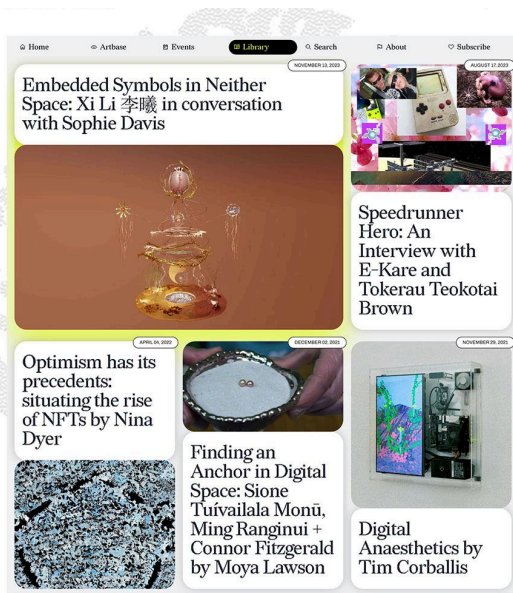 Home
Artbase
Events
Library
Search
About
Subscribe
NOVEMBER 13, 2023
Embedded Symbols in Neither
Space: Xi Li 李曦 in conversation
with Sophie Davis
AUGUST 17, 2023
Speedrunner
Hero: An
Interview with
E-Kare and
Tokerau Teokotai
Brown
APRIL 04, 2022
Optimism has its
precedents:
situating the rise
of NFTs by Nina
Dyer
DECEMBER 02, 2021
Finding an
Anchor in Digital
Space: Sione
Tuívailala Monū,
Ming Ranginui +
Connor Fitzgerald
by Moya Lawson
NOVEMBER 29, 2021
Digital
Anaesthetics by
Tim Corballis